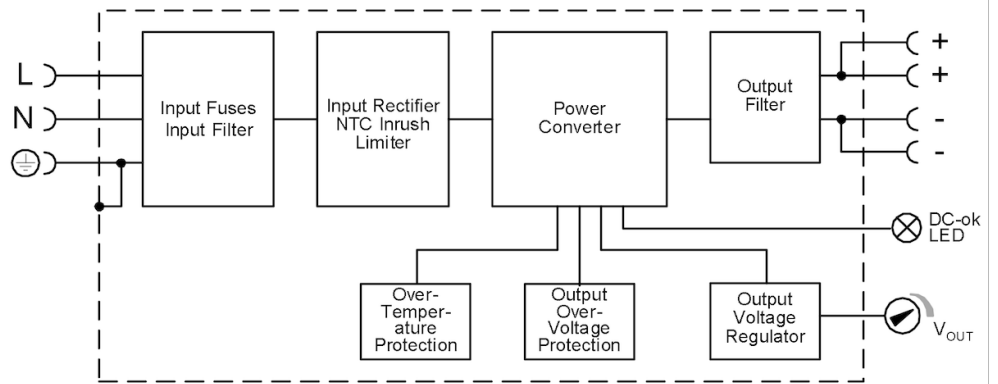 L
N
Input Fuses
Input Filter
Input Rectifier
NTC Inrush
Limiter
Power
Converter
Output
Filter
+
+
-
-
DC-ok
LED
Over-
Temper-
ature
Protection
Output
Over-
Voltage
Protection
Output
Voltage
Regulator
VOUT